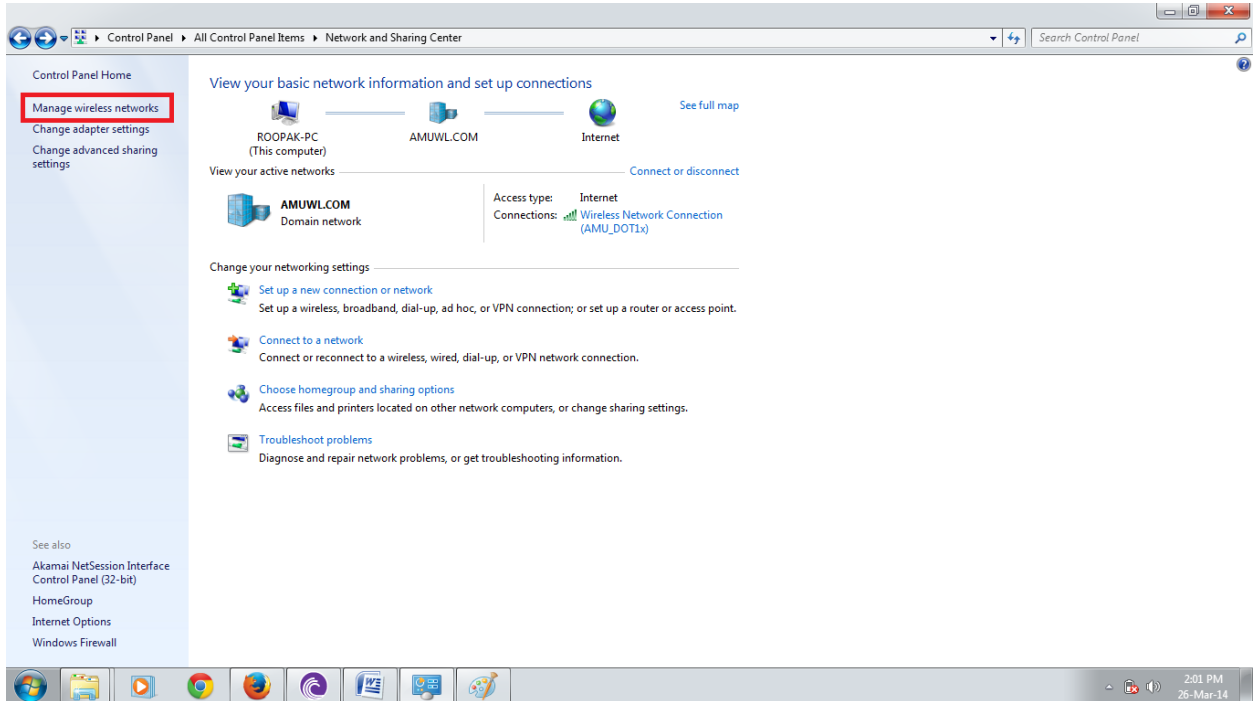 Control Panel ▸ All Control Panel Items ▸ Network and Sharing Center
Search Control Panel
Control Panel Home
Manage wireless networks
Change adapter settings
Change advanced sharing
settings
View your basic network information and set up connections
See full map
ROOPAK-PC
(This computer)
AMUWL.COM
Internet
View your active networks
Connect or disconnect
AMUWL.COM
Domain network
Access type: Internet
Connections: Wireless Network Connection
(AMU_DOT1x)
Change your networking settings
Set up a new connection or network
Set up a wireless, broadband, dial-up, ad hoc, or VPN connection; or set up a router or access point.
Connect to a network
Connect or reconnect to a wireless, wired, dial-up, or VPN network connection.
Choose homegroup and sharing options
Access files and printers located on other network computers, or change sharing settings.
Troubleshoot problems
Diagnose and repair network problems, or get troubleshooting information.
See also
Akamai NetSession Interface
Control Panel (32-bit)
HomeGroup
Internet Options
Windows Firewall
2:01 PM
26-Mar-14